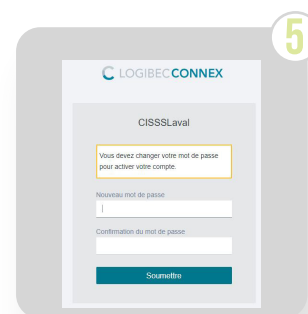 5
LOGIBEC CONNEX
CISSSLaval
Vous devez changer votre mot de passe
pour activer votre compte.
Nouveau mot de passe
Confirmation du mot de passe
Soumettre